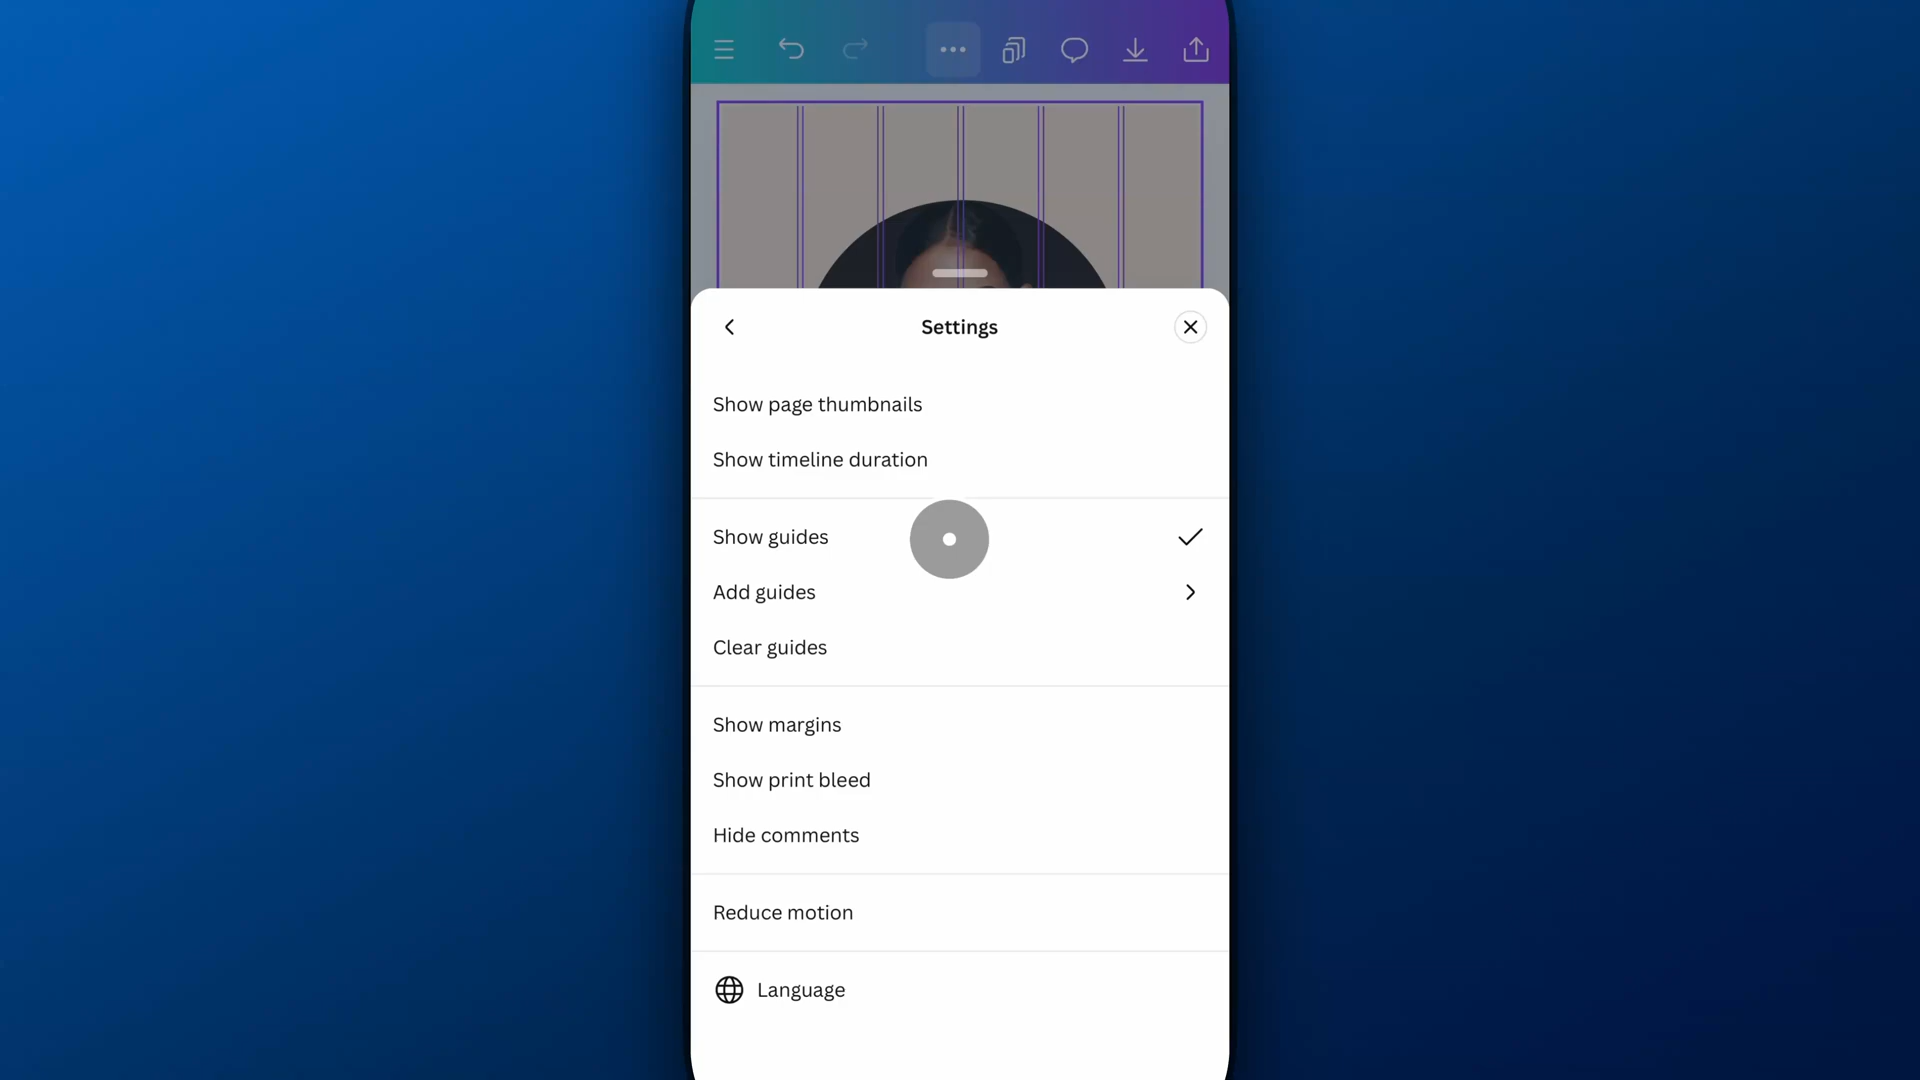 Settings
Show page thumbnails
Show timeline duration
Show guides
Add guides
Clear guides
Show margins
Show print bleed
Hide comments
Reduce motion
Language